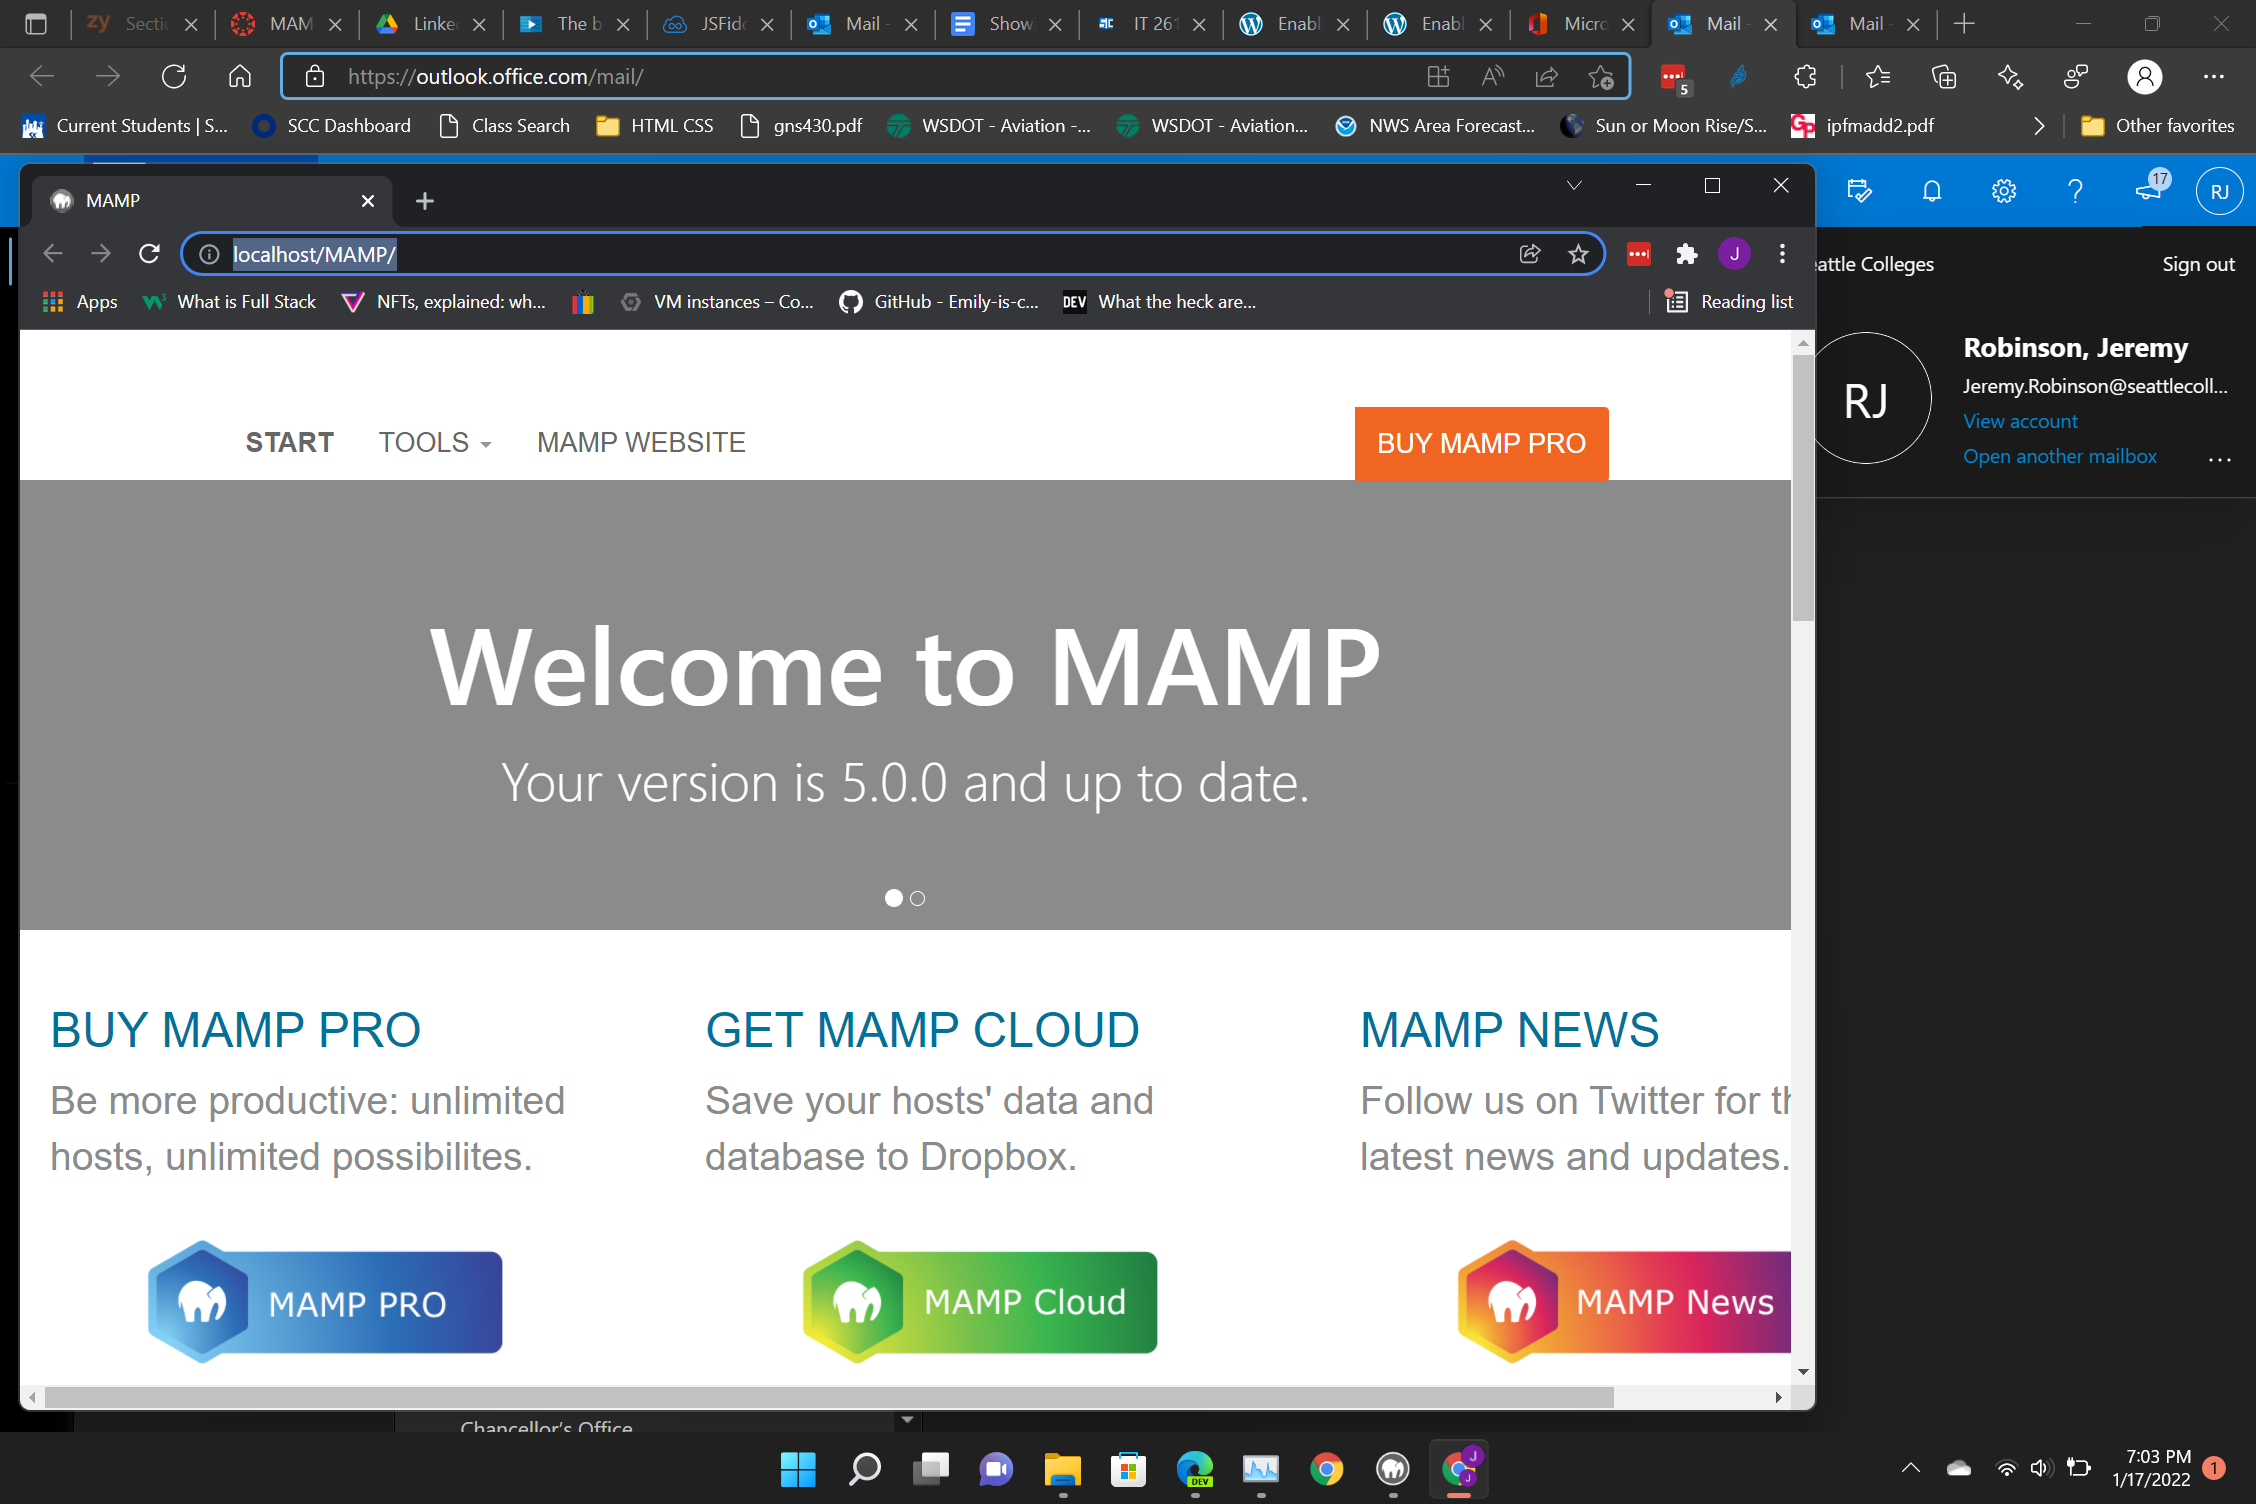 Sectio
MAM
Linke
The b
JSFid
Mail -
Show
IT 261
Enabl
Enabl
Micro
Mail -
Mail -
https://outlook.office.com/mail/
5
Current Students | S...
SCC Dashboard
Class Search
HTML CSS
gns430.pdf
WSDOT - Aviation -...
WSDOT - Aviation...
NWS Area Forecast...
Sun or Moon Rise/S...
ipfmadd2.pdf
Other favorites
MAMP
17
RJ
localhost/MAMP/
J
Apps
What is Full Stack
NFTs, explained: wh...
VM instances – Co...
GitHub - Emily-is-c...
DEV
What the heck are...
Reading list
eattle Colleges
Sign out
RJ
Robinson, Jeremy
Jeremy.Robinson@seattlecoll...
View account
Open another mailbox
START
TOOLS
MAMP WEBSITE
BUY MAMP PRO
Welcome to MAMP
Your version is 5.0.0 and up to date.
BUY MAMP PRO
Be more productive: unlimited
hosts, unlimited possibilites.
MAMP PRO
GET MAMP CLOUD
Save your hosts' data and
database to Dropbox.
MAMP Cloud
MAMP NEWS
Follow us on Twitter for th
latest news and updates.
MAMP News
Chancellor's Office
DEV
J
J
7:03 PM
1/17/2022
1